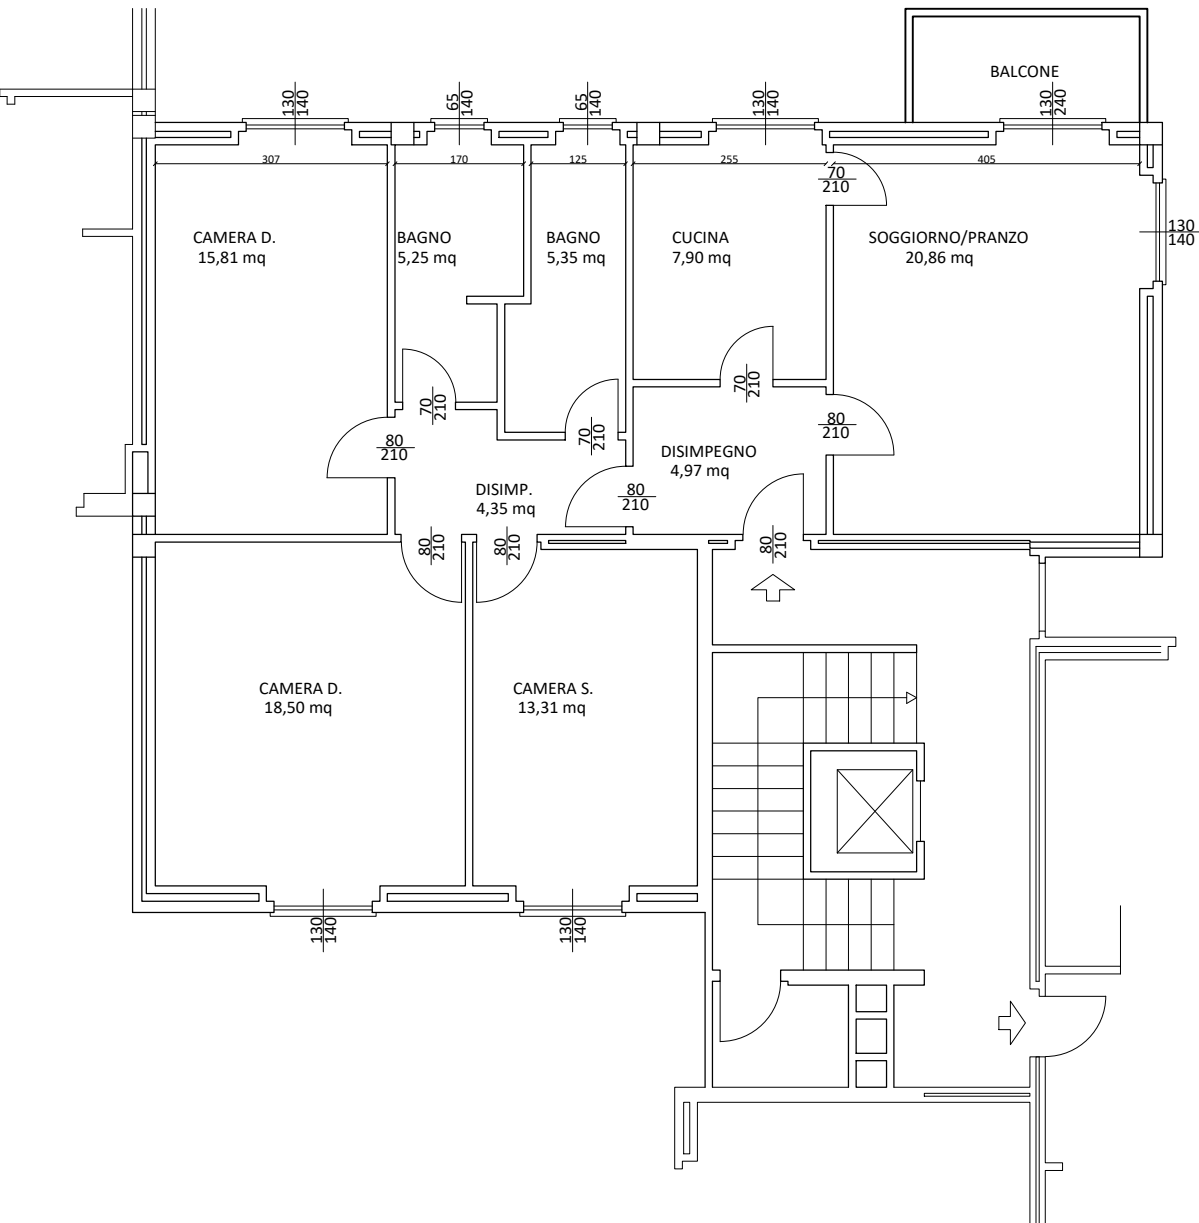 BALCONE
130
140
65
140
65
140
130
140
130
240
307
170
125
255
405
70
210
130
140
CAMERA D.
15,81 mq
BAGNO
5,25 mq
BAGNO
5,35 mq
CUCINA
7,90 mq
SOGGIORNO/PRANZO
20,86 mq
70
210
70
210
80
210
70
210
80
210
DISIMPEGNO
4,97 mq
DISIMP.
4,35 mq
80
210
80
210
80
210
80
210
CAMERA D.
18,50 mq
CAMERA S.
13,31 mq
130
140
130
140